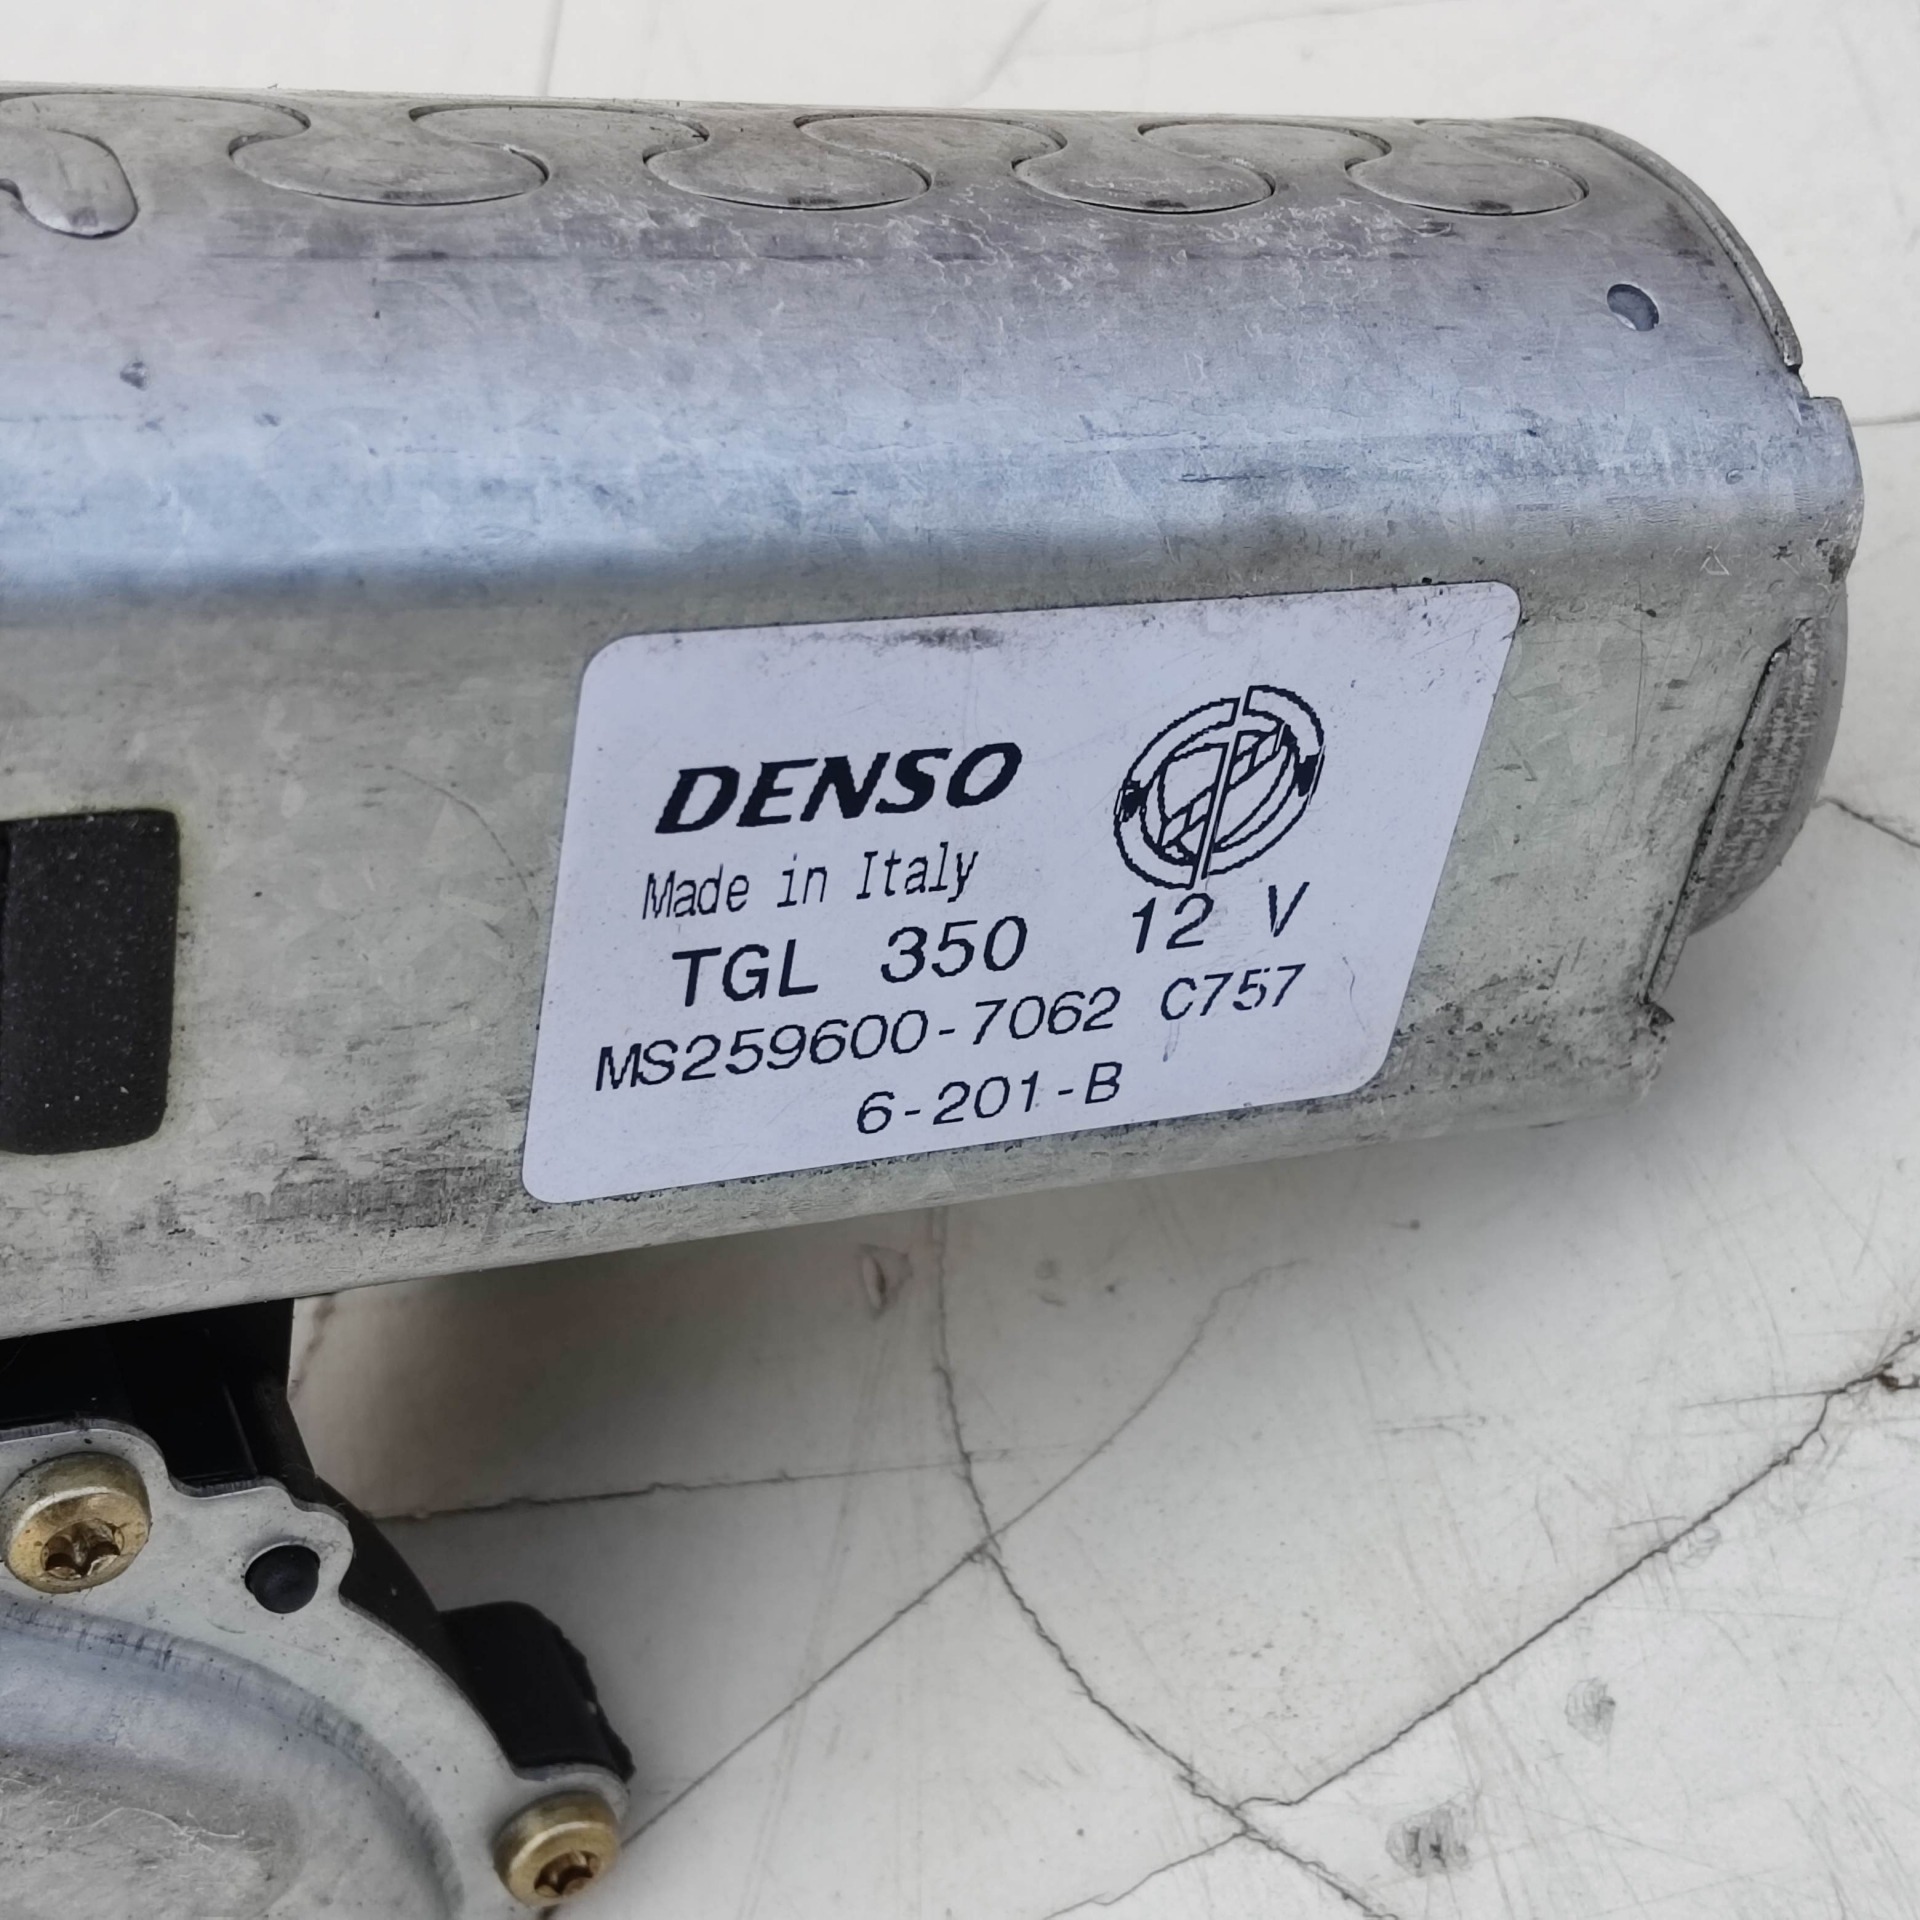 DENSO
Made in Italy
TGL 350 12 V
MS259600-7062 C757
6-201-B